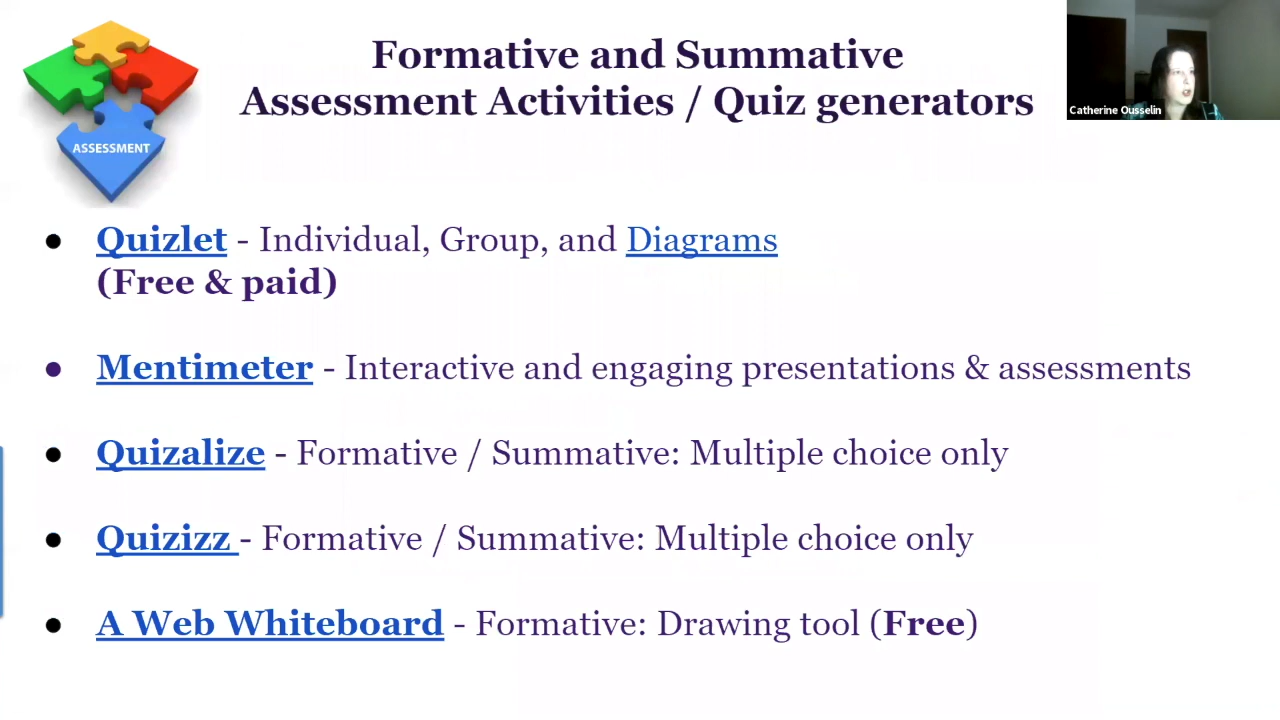 Formative and Summative
Assessment Activities / Quiz generators
Catherine Ousselin
ASSESSMENT
● Quizlet - Individual, Group, and Diagrams
(Free & paid)
● Mentimeter - Interactive and engaging presentations & assessments
● Quizalize - Formative / Summative: Multiple choice only
● Quizizz - Formative / Summative: Multiple choice only
● A Web Whiteboard - Formative: Drawing tool (Free)